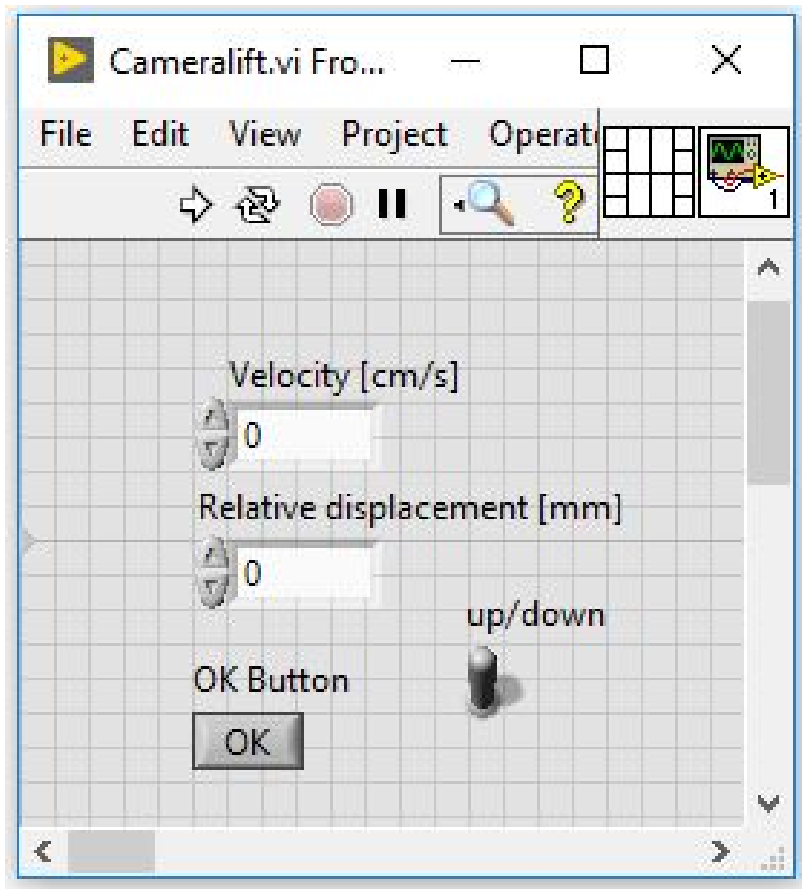 Cameralift.vi Fro...
File Edit View Project Operat
1
Velocity [cm/s]
0
Relative displacement [mm]
0
up/down
OK Button
OK